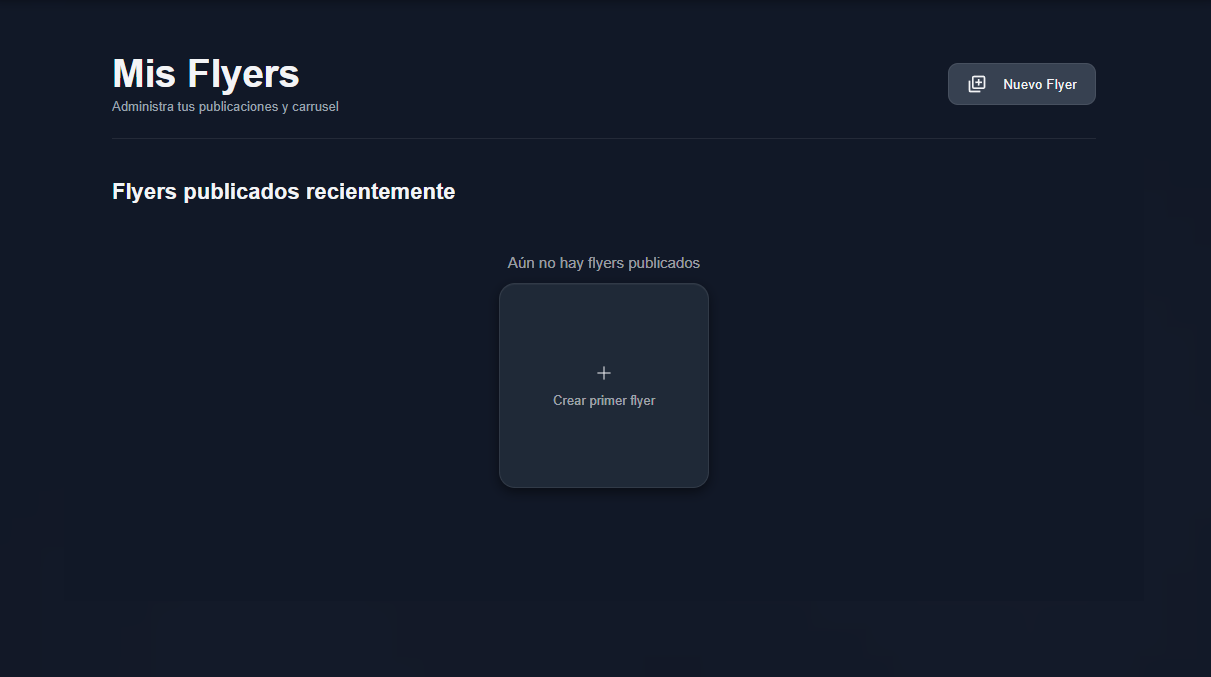 Mis Flyers
Administra tus publicaciones y carrusel
Nuevo Flyer
Flyers publicados recientemente
Aún no hay flyers publicados
Crear primer flyer